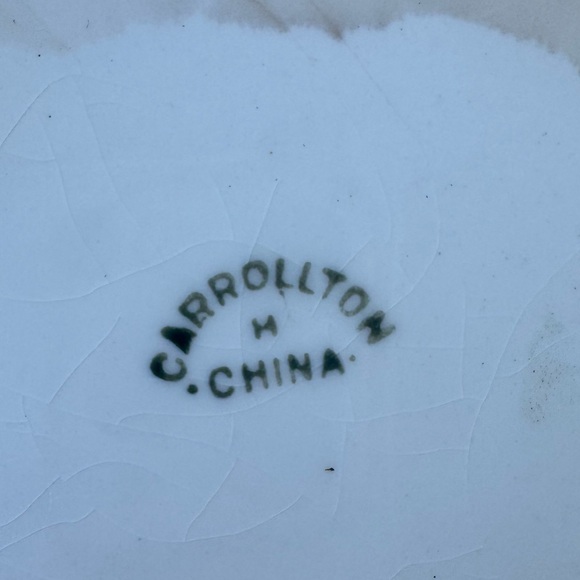 CARROLLTON
H
. CHINA .